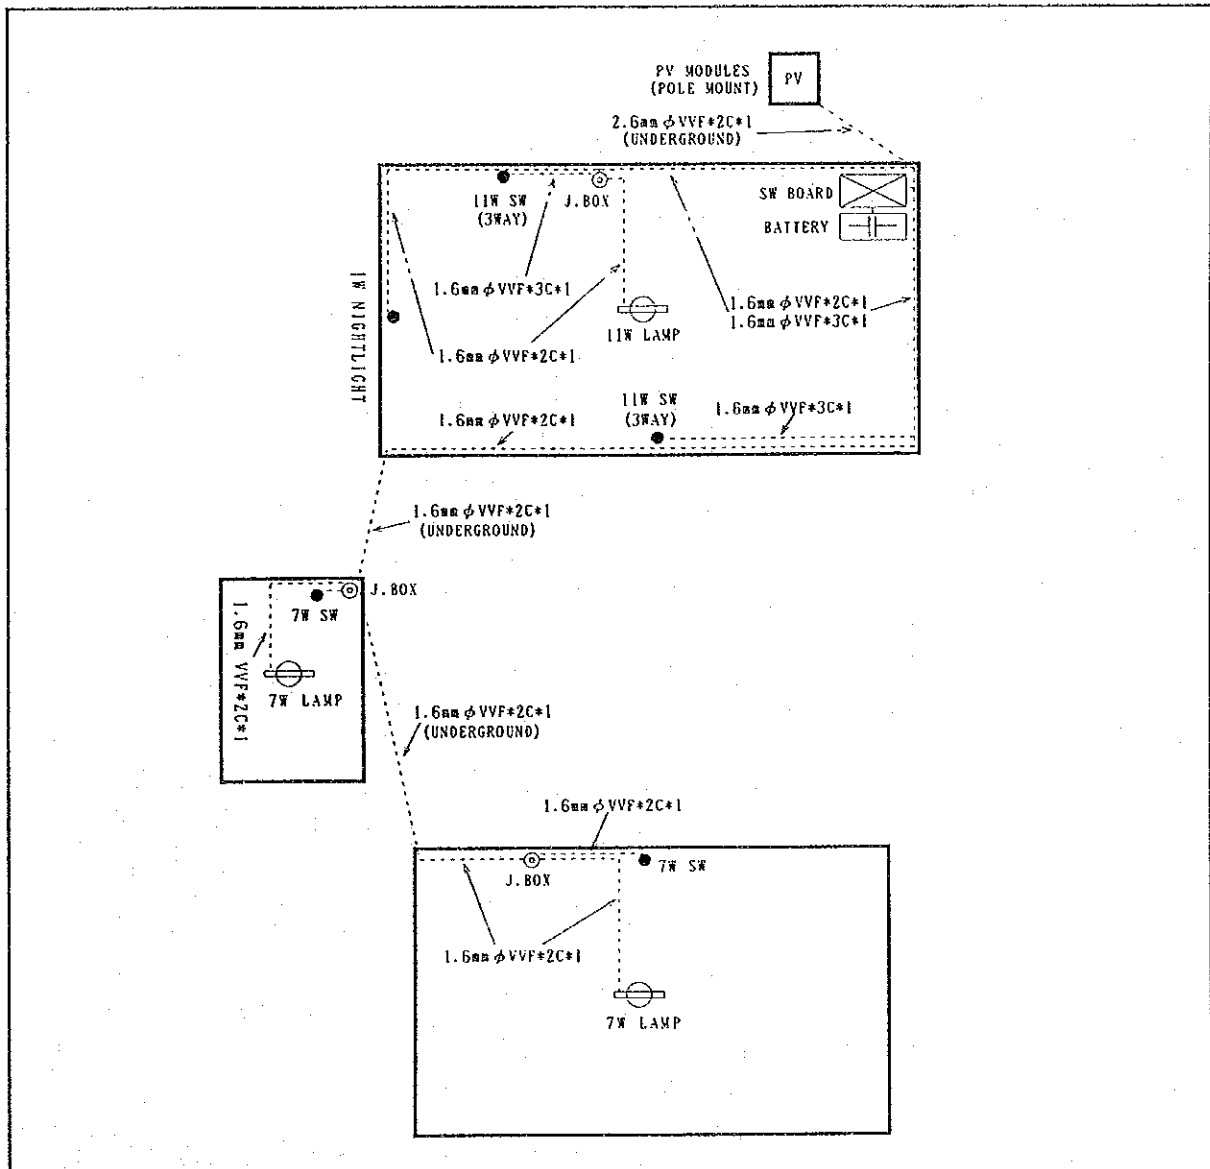 PV MODULES
(POLE MOUNT)
PV
2.6mm φ VVF*2C*1
(UNDERGROUND)
11W SW
(3WAY)
J.BOX
SW BOARD
BATTERY
1W NIGHTLIGHT
1.6mm φ VVF*3C*1
1.6mm φ VVF*2C*1
1.6mm φ VVF*3C*1
11W LAMP
1.6mm φ VVF*2C*1
11W SW
(3WAY)
1.6mm φ VVF*3C*1
1.6mm φ VVF*2C*1
1.6mm φ VVF*2C*1
(UNDERGROUND)
J.BOX
7W SW
1.6mm VVF*2C*1
7W LAMP
1.6mm φ VVF*2C*1
(UNDERGROUND)
1.6mm φ VVF*2C*1
J.BOX
7W SW
1.6mm φ VVF*2C*1
7W LAMP